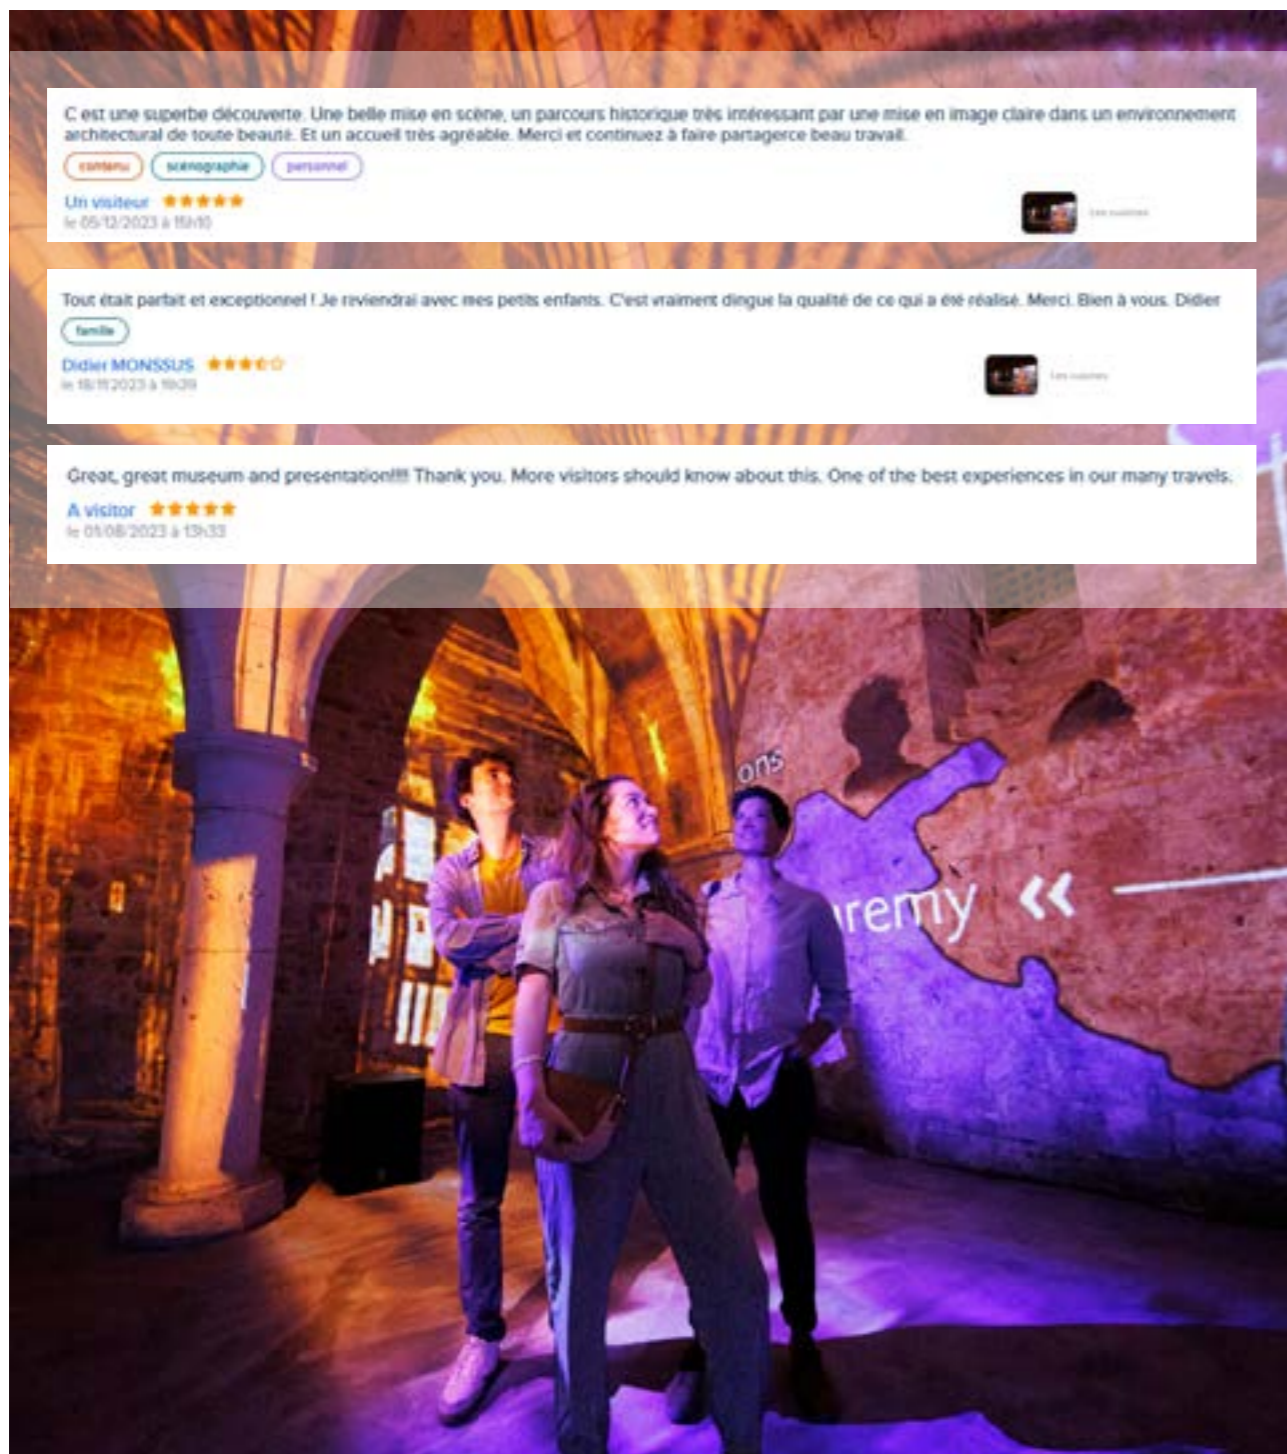 C est une superbe découverte. Une belle mise en scène, un parcours historique très intéressant par une mise en image claire dans un environnement
architectural de toute beauté. Et un accueil très agréable. Merci et continuez à faire partagerce beau travail.
contenu scénographie personnel
Un visiteur
le 05/12/2023 à 15h10
Tout était parfait et exceptionnel ! Je reviendrai avec mes petits enfants. C'est vraiment dingue la qualité de ce qui a été réalisé. Merci. Bien à vous. Didier
famille
Didier MONSSUS
le 18/11/2023 à
Great, great museum and presentation!!!!! Thank you. More visitors should know about this. One of the best experiences in our many travels.
A visitor
le 01/08/2023 à 13h33
ons
uremy «